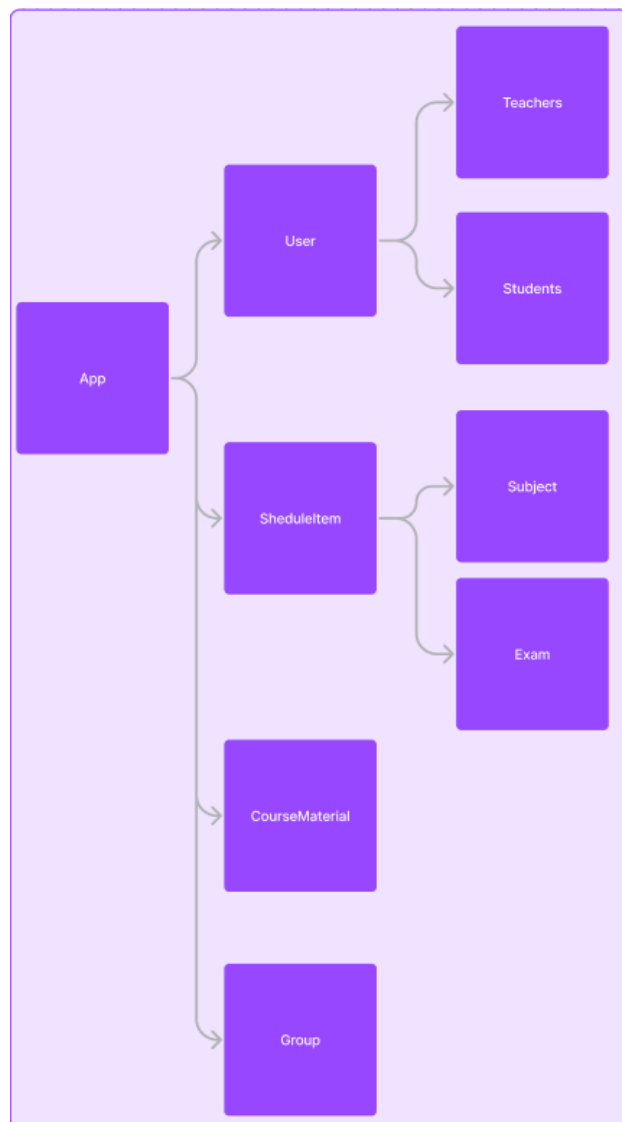 Teachers
User
Students
App
Subject
SheduleItem
Exam
CourseMaterial
Group